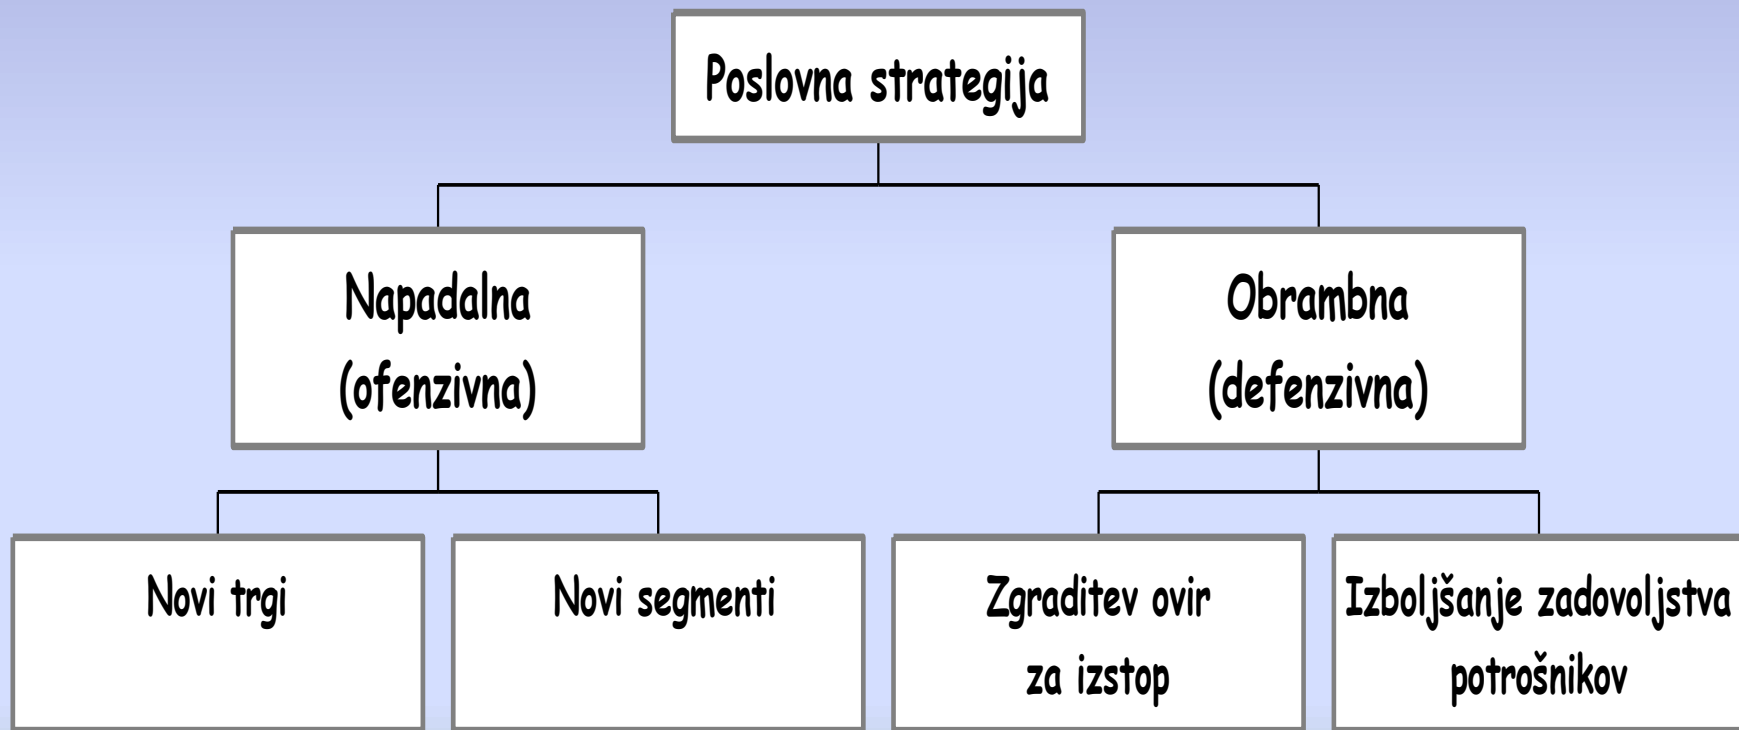 Poslovna strategija
Napadalna
(ofenzivna)
Obrambna
(defenzivna)
Novi trgi
Novi segmenti
Zgraditev ovir
za izstop
Izboljšanje zadovoljstva
potrošnikov